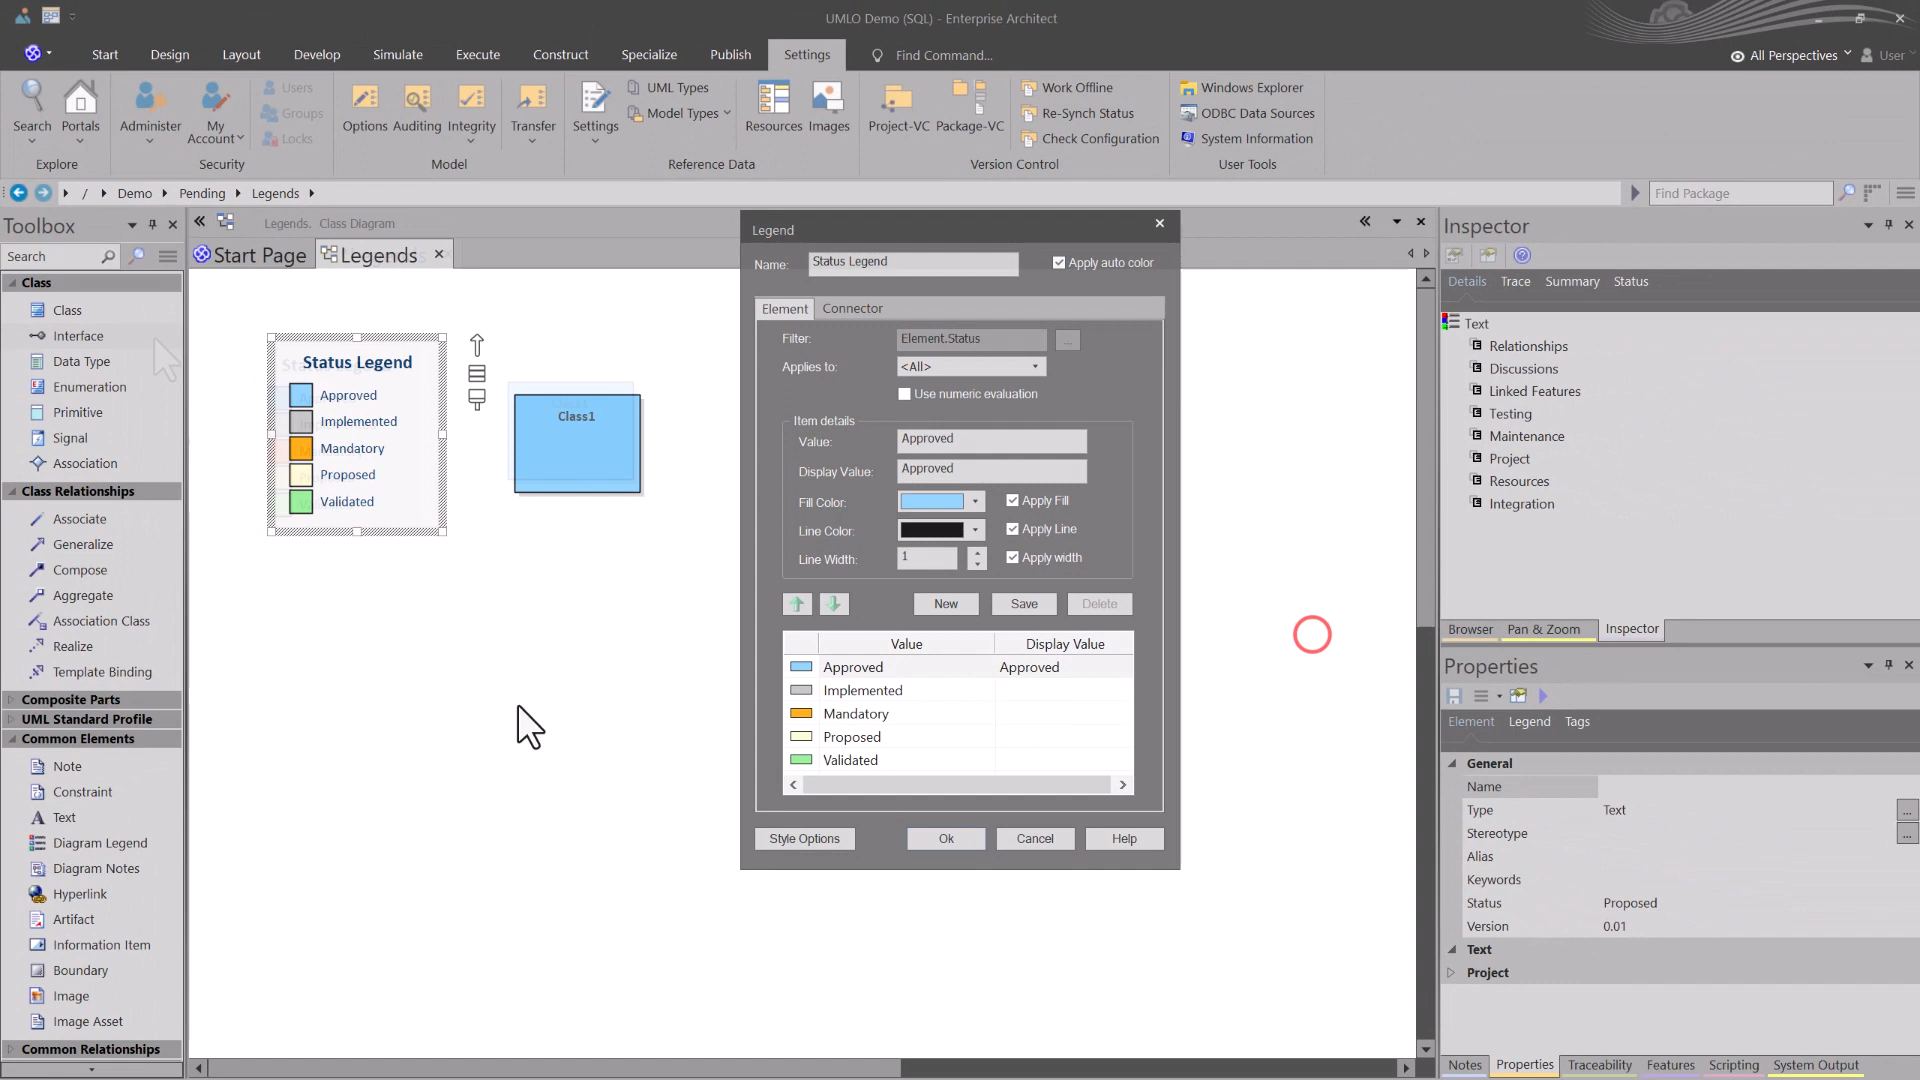 UMLO Demo (SQL) - Enterprise Architect
Start Design Layout Develop Simulate Execute Construct Specialize Publish Settings Find Command... All Perspectives User
Search Portals Administer My Account Users Groups Locks Options Auditing Integrity Transfer Settings UML Types Model Types Resources Images Project-VC Package-VC Work Offline Re-Synch Status Check Configuration Windows Explorer ODBC Data Sources System Information
Explore Security Model Reference Data Version Control User Tools
/ Demo Pending Legends Find Package
Toolbox
Search
Class
Class
Interface
Data Type
Enumeration
Primitive
Signal
Association
Class Relationships
Associate
Generalize
Compose
Aggregate
Association Class
Realize
Template Binding
Composite Parts
UML Standard Profile
Common Elements
Note
Constraint
Text
Diagram Legend
Diagram Notes
Hyperlink
Artifact
Information Item
Boundary
Image
Image Asset
Common Relationships
Legends. Class Diagram
Start Page Legends
Status Legend
Approved
Implemented
Mandatory
Proposed
Validated
Class1
Legend
Name: Status Legend Apply auto color
Element Connector
Filter: Element.Status ...
Applies to: <All>
Use numeric evaluation
Item details
Value: Approved
Display Value: Approved
Fill Color: Apply Fill
Line Color: Apply Line
Line Width: 1 Apply width
New Save Delete
Value Display Value
Approved Approved
Implemented
Mandatory
Proposed
Validated
Style Options Ok Cancel Help
Inspector
Details Trace Summary Status
Text
Relationships
Discussions
Linked Features
Testing
Maintenance
Project
Resources
Integration
Browser Pan & Zoom Inspector
Properties
Element Legend Tags
General
Name
Type Text ...
Stereotype ...
Alias
Keywords
Status Proposed
Version 0.01
Text
Project
Notes Properties Traceability Features Scripting System Output